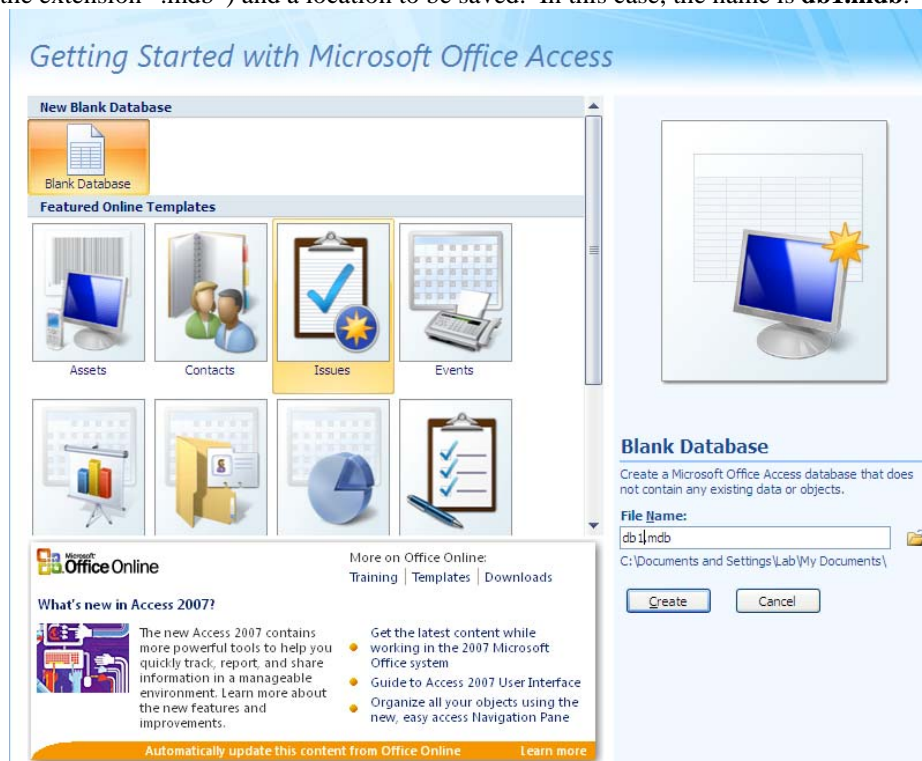 the extension ".mdb") and a location to be saved. In this case, the name is db1.mdb.
Getting Started with Microsoft Office Access
New Blank Database
Blank Database
Featured Online Templates
Assets
Contacts
Issues
Events
Microsoft
Office Online
More on Office Online:
Training | Templates | Downloads
What's new in Access 2007?
The new Access 2007 contains
more powerful tools to help you
quickly track, report, and share
information in a manageable
environment. Learn more about
the new features and
improvements.
Get the latest content while
working in the 2007 Microsoft
Office system
Guide to Access 2007 User Interface
Organize all your objects using the
new, easy access Navigation Pane
Automatically update this content from Office Online
Learn more
Blank Database
Create a Microsoft Office Access database that does
not contain any existing data or objects.
File Name:
db1.mdb
C:\Documents and Settings\Lab\My Documents\
Create
Cancel